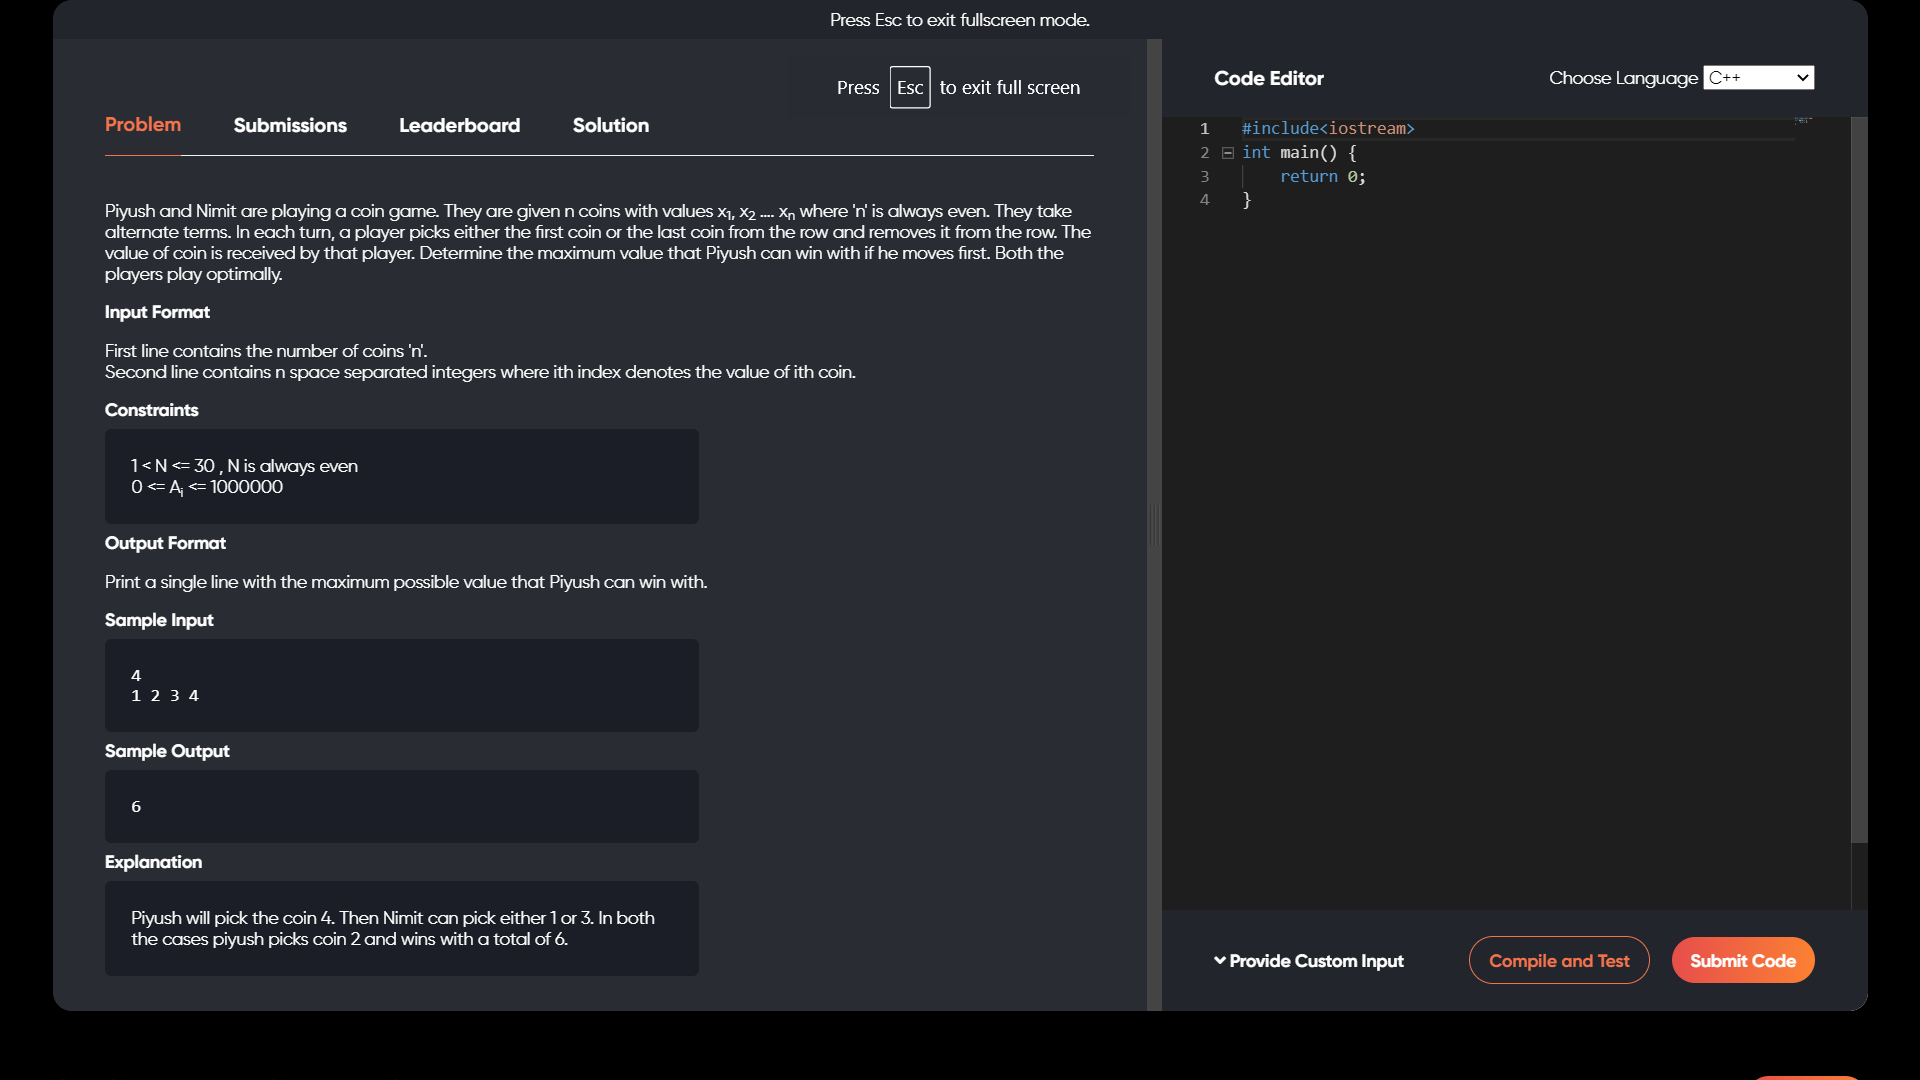 Press Esc to exit fullscreen mode.
Press Esc to exit full screen
Problem Submissions Leaderboard Solution
Piyush and Nimit are playing a coin game. They are given n coins with values x1, x2 .... xn where 'n' is always even. They take
alternate terms. In each turn, a player picks either the first coin or the last coin from the row and removes it from the row. The
value of coin is received by that player. Determine the maximum value that Piyush can win with if he moves first. Both the
players play optimally.
Input Format
First line contains the number of coins 'n'.
Second line contains n space separated integers where ith index denotes the value of ith coin.
Constraints
1 < N <= 30 , N is always even
0 <= Ai <= 1000000
Output Format
Print a single line with the maximum possible value that Piyush can win with.
Sample Input
4
1 2 3 4
Sample Output
6
Explanation
Piyush will pick the coin 4. Then Nimit can pick either 1 or 3. In both
the cases piyush picks coin 2 and wins with a total of 6.
Code Editor
Choose Language C++
1 #include<iostream>
2 int main() {
3 return 0;
4 }
Provide Custom Input
Compile and Test
Submit Code